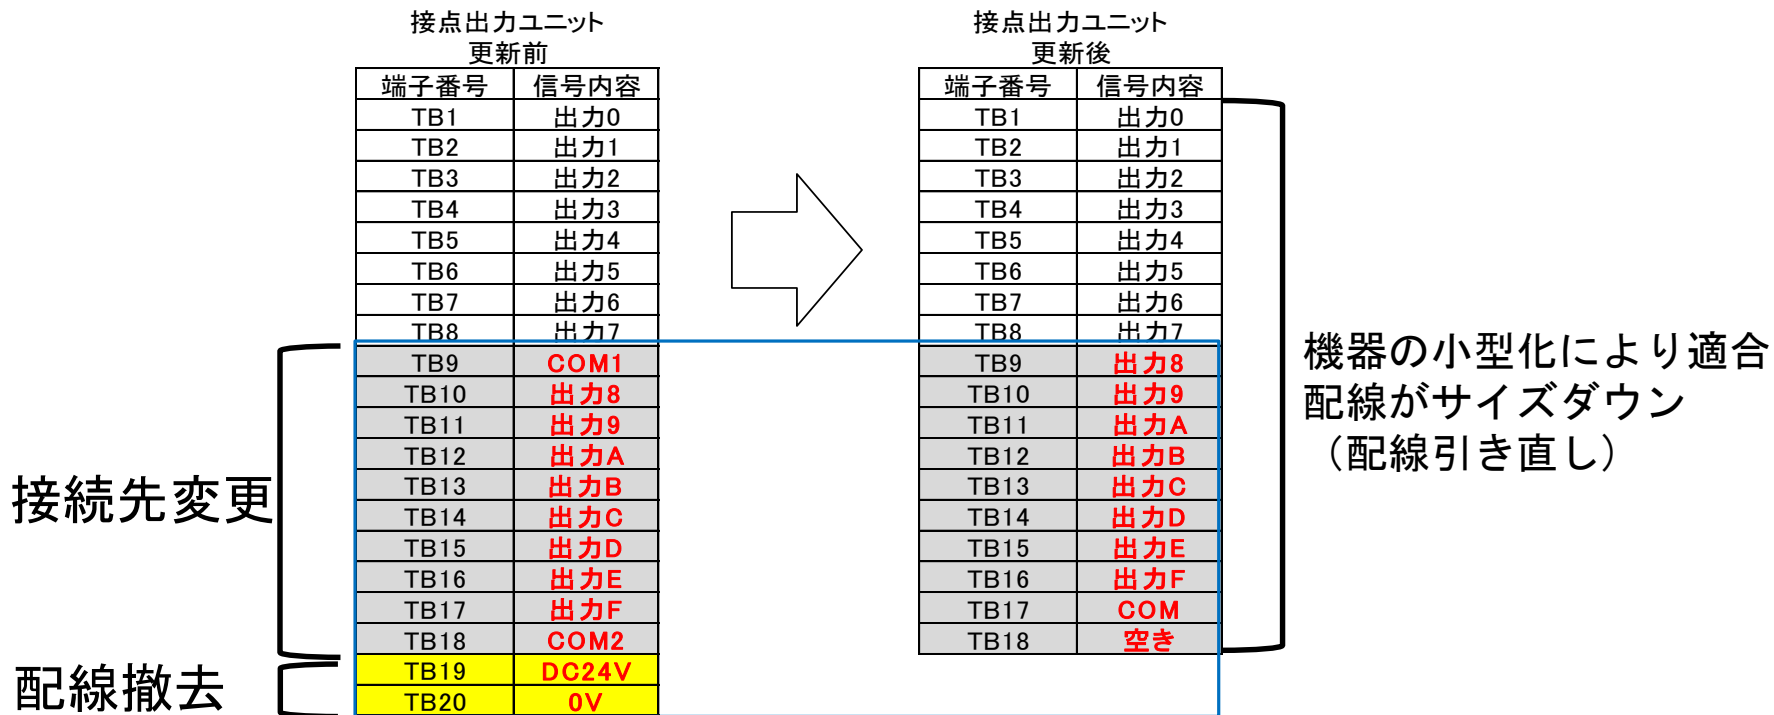 接点出力ユニット
更新前
端子番号 信号内容
TB1 出力0
TB2 出力1
TB3 出力2
TB4 出力3
TB5 出力4
TB6 出力5
TB7 出力6
TB8 出力7
TB9 COM1
TB10 出力8
TB11 出力9
TB12 出力A
TB13 出力B
TB14 出力C
TB15 出力D
TB16 出力E
TB17 出力F
TB18 COM2
TB19 DC24V
TB20 0V
接続先変更
配線撤去
接点出力ユニット
更新後
端子番号 信号内容
TB1 出力0
TB2 出力1
TB3 出力2
TB4 出力3
TB5 出力4
TB6 出力5
TB7 出力6
TB8 出力7
TB9 出力8
TB10 出力9
TB11 出力A
TB12 出力B
TB13 出力C
TB14 出力D
TB15 出力E
TB16 出力F
TB17 COM
TB18 空き
機器の小型化により適合
配線がサイズダウン
（配線引き直し）